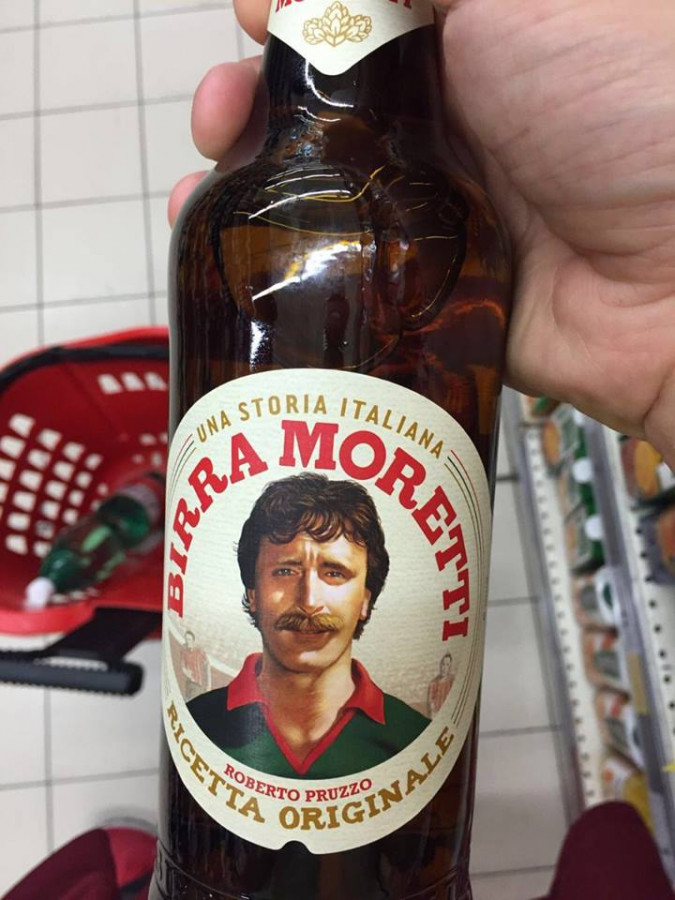 UNA STORIA ITALIANA
BIRRA MORETTI
ROBERTO PRUZZO
RICETTA ORIGINALE